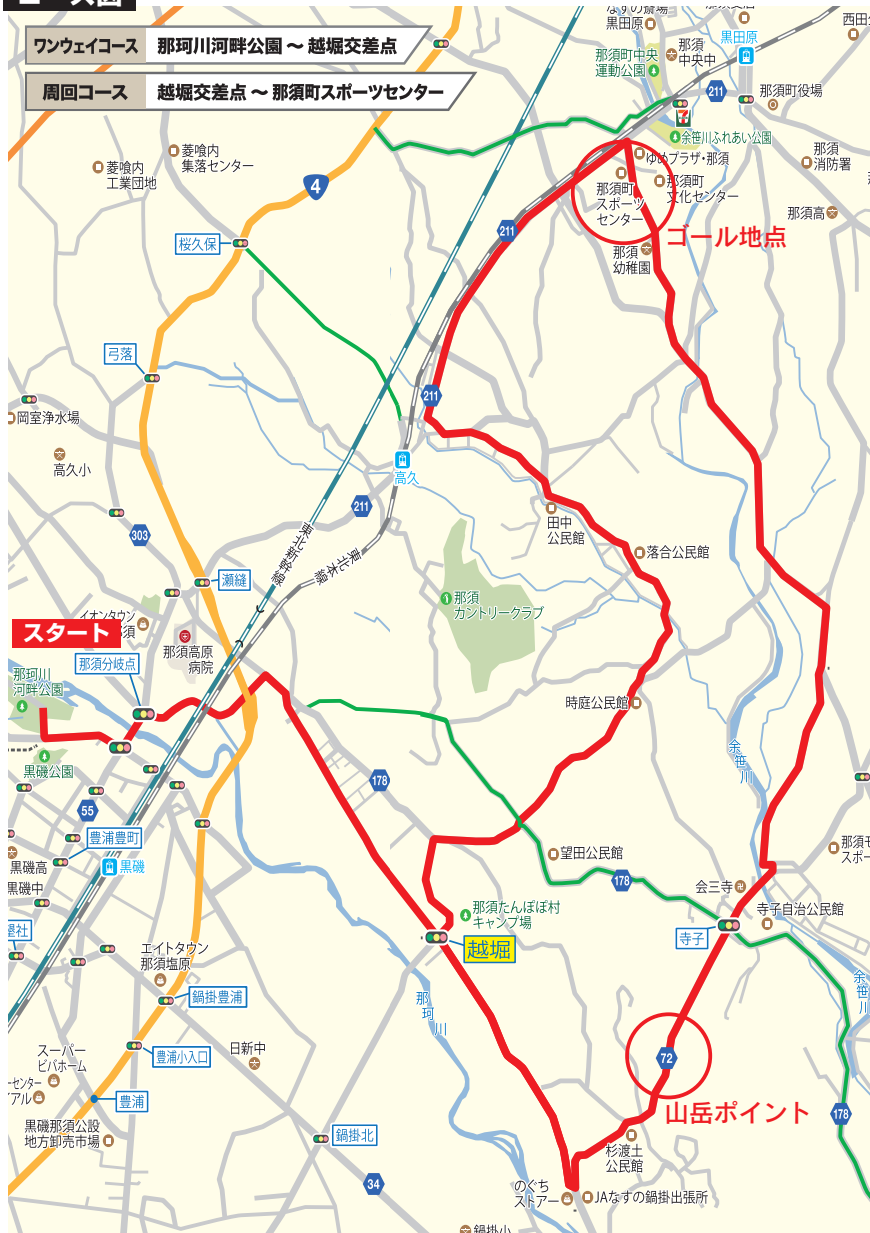 ワンウェイコース 那珂川河畔公園 〜 越堀交差点
周回コース 越堀交差点 〜 那須町スポーツセンター
黒田原
那須町中央
運動公園
那須
中央中
黒田原
西田
211
那須町役場
余笹川ふれあい公園
ゆめプラザ・那須
那須
消防署
菱喰内
工業団地
菱喰内
集落センター
4
那須町
スポーツ
センター
那須町
文化センター
那須高
211
ゴール地点
桜久保
那須
幼稚園
弓落
211
岡室浄水場
高久小
高久
211
田中
公民館
303
東北新幹線
東北本線
落合公民館
瀬縫
那須
カントリークラブ
イオンタウン
須
スタート
那須高原
病院
那須分岐点
那珂川
河畔公園
時庭公民館
余笹川
黒磯公園
178
55
豊浦豊町
黒磯高
黒磯
黒磯中
望田公民館
178
会三寺
那須たんぽぽ村
キャンプ場
寺子自治公民館
越堀
寺子
エイトタウン
那須塩原
余笹川
鍋掛豊浦
那珂川
スーパー
ビバホーム
豊浦小入口
日新中
72
豊浦
山岳ポイント
178
黒磯那須公設
地方卸売市場
鍋掛北
杉渡土
公民館
34
のぐち
ストアー
JAなすの鍋掛出張所
鍋掛小